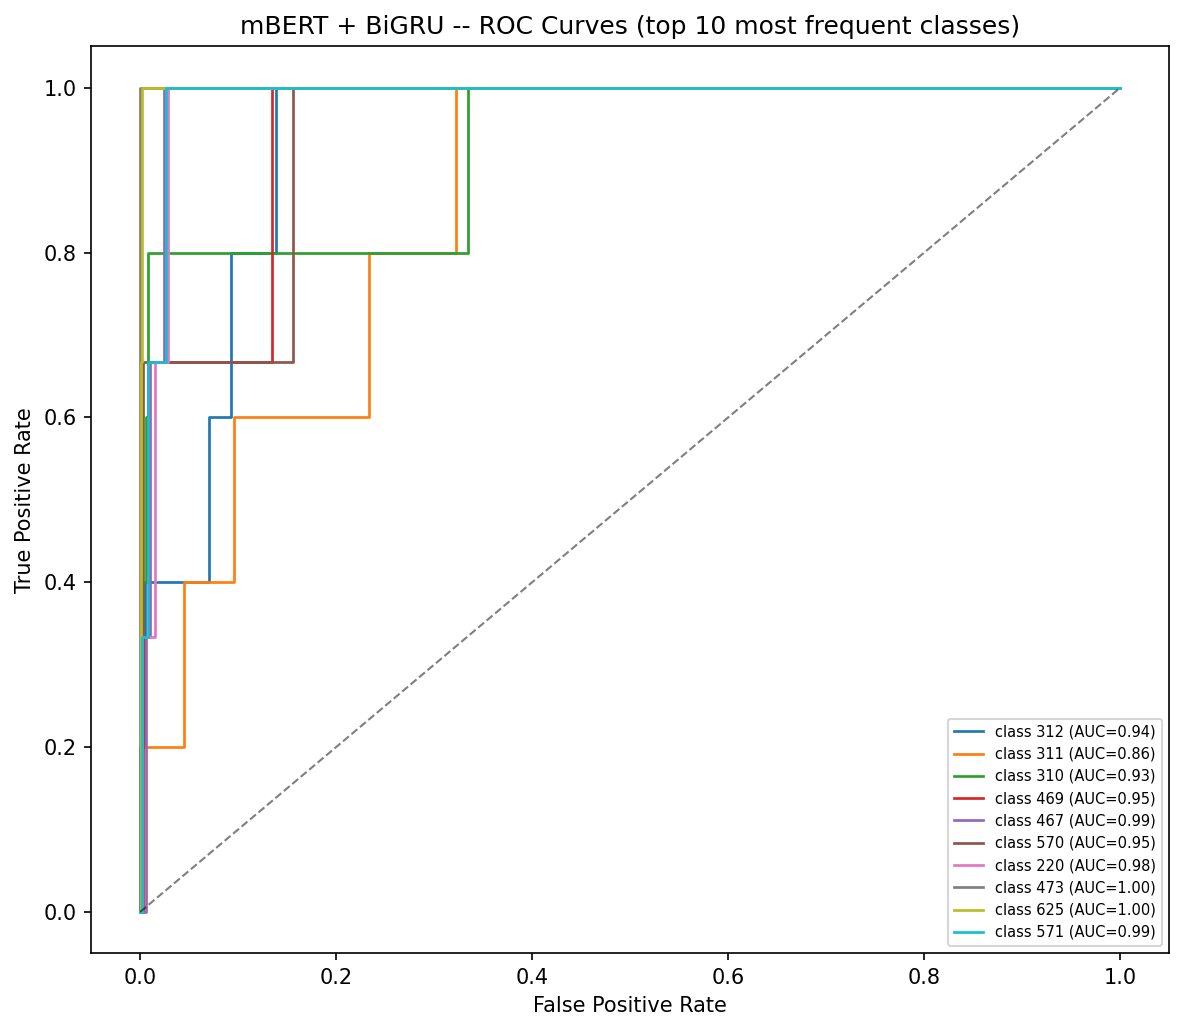 mBERT + BiGRU -- ROC Curves (top 10 most frequent classes)
True Positive Rate
1.0
0.8
0.6
0.4
0.2
0.0
0.0 0.2 0.4 0.6 0.8 1.0
False Positive Rate
class 312 (AUC=0.94)
class 311 (AUC=0.86)
class 310 (AUC=0.93)
class 469 (AUC=0.95)
class 467 (AUC=0.99)
class 570 (AUC=0.95)
class 220 (AUC=0.98)
class 473 (AUC=1.00)
class 625 (AUC=1.00)
class 571 (AUC=0.99)